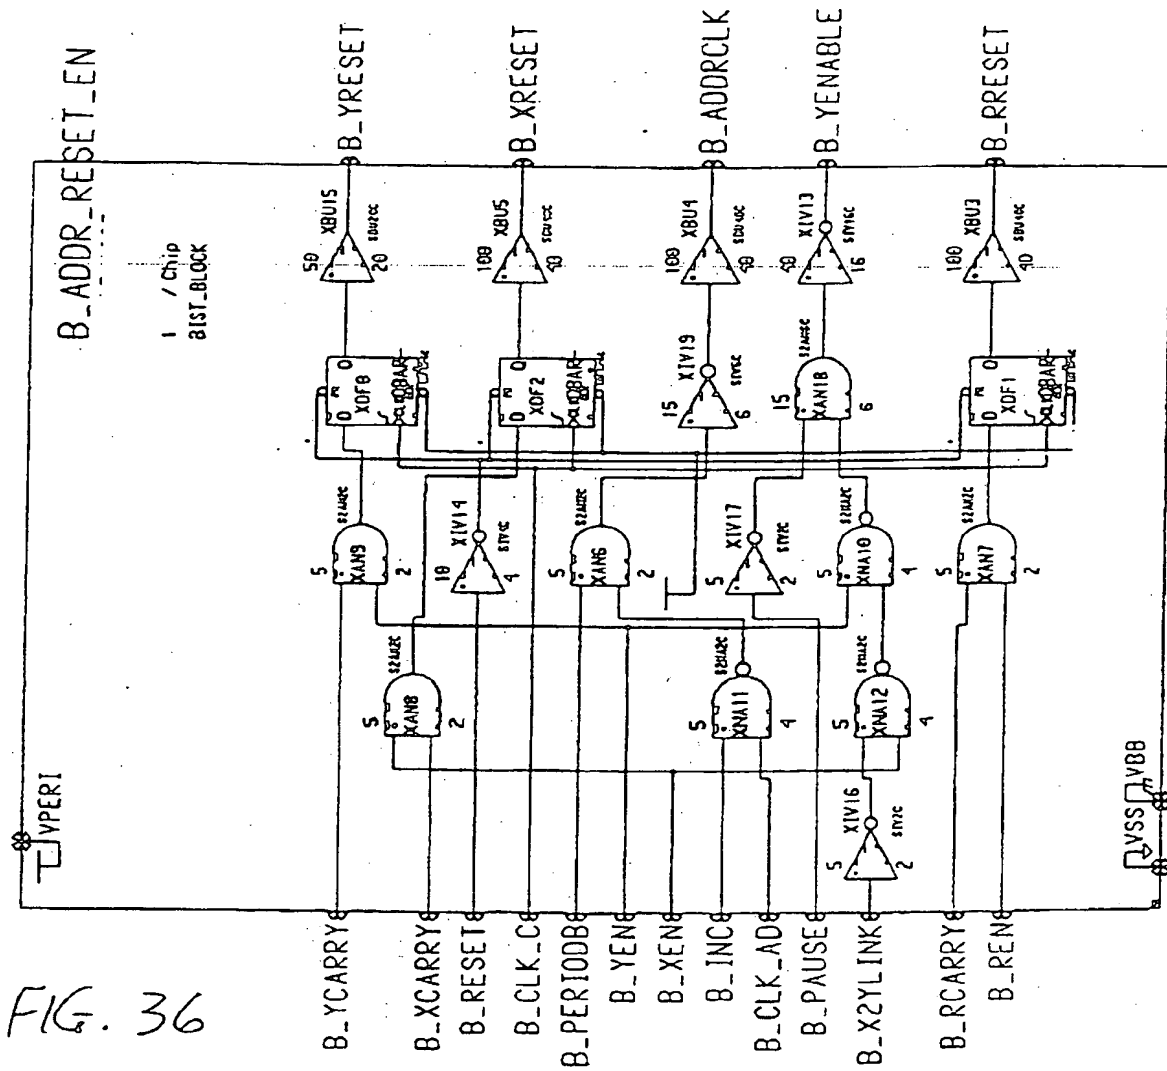 B_ADDR_RESET_EN
1 / Chip
BIST_BLOCK
VPERI
B_YRESET
B_XRESET
B_ADDRCLK
B_YENABLE
B_RRESET
50
XBU15
20
100
XBU5
40
100
XBU4
40
40
XIV13
16
100
XBU3
40
XDF0
XDF2
15
XIV19
6
15
XAN18
6
XDF1
5
XAN9
2
10
XIV14
4
5
XAN6
2
5
XIV17
2
5
XNA10
4
5
XAN7
2
5
XAN8
2
5
XNA11
4
5
XNA12
4
5
XIV16
2
VSS
VBB
B_YCARRY
B_XCARRY
B_RESET
B_CLK_C
B_PERIODB
B_YEN
B_XEN
B_INC
B_CLK_AD
B_PAUSE
B_X2YLINK
B_RCARRY
B_REN
FIG. 36